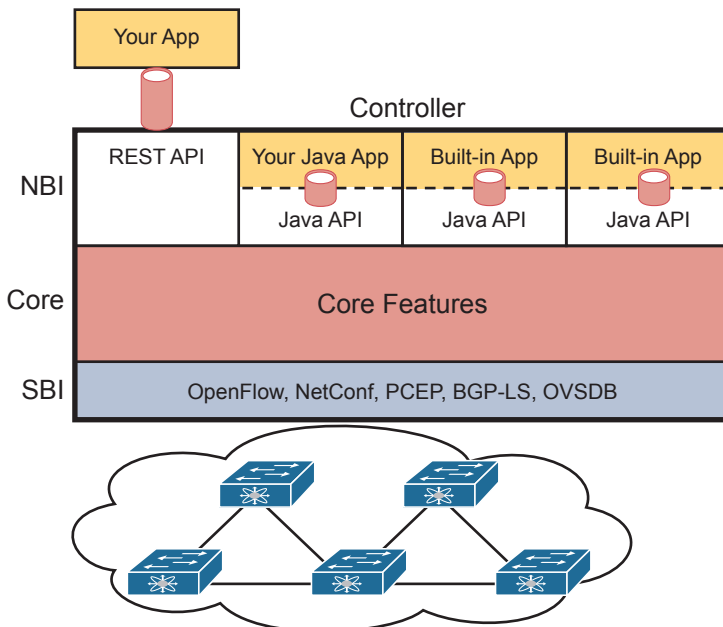 Your App
Controller
NBI
REST API
Your Java App
Built-in App
Built-in App
Java API
Java API
Java API
Core
Core Features
SBI
OpenFlow, NetConf, PCEP, BGP-LS, OVSDB